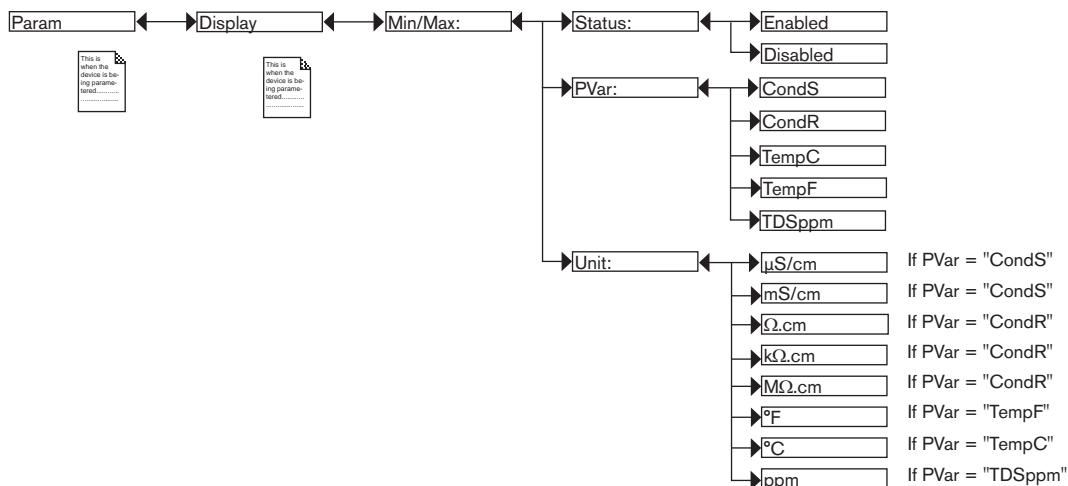 Param
Display
Min/Max:
Status:
Enabled
Disabled
This is
when the
device is be-
ing parame-
tered............
...................
This is
when the
device is be-
ing parame-
tered............
...................
PVar:
CondS
CondR
TempC
TempF
TDSppm
Unit:
µS/cm If PVar = "CondS"
mS/cm If PVar = "CondS"
Ω.cm If PVar = "CondR"
kΩ.cm If PVar = "CondR"
MΩ.cm If PVar = "CondR"
°F If PVar = "TempF"
°C If PVar = "TempC"
ppm If PVar = "TDSppm"